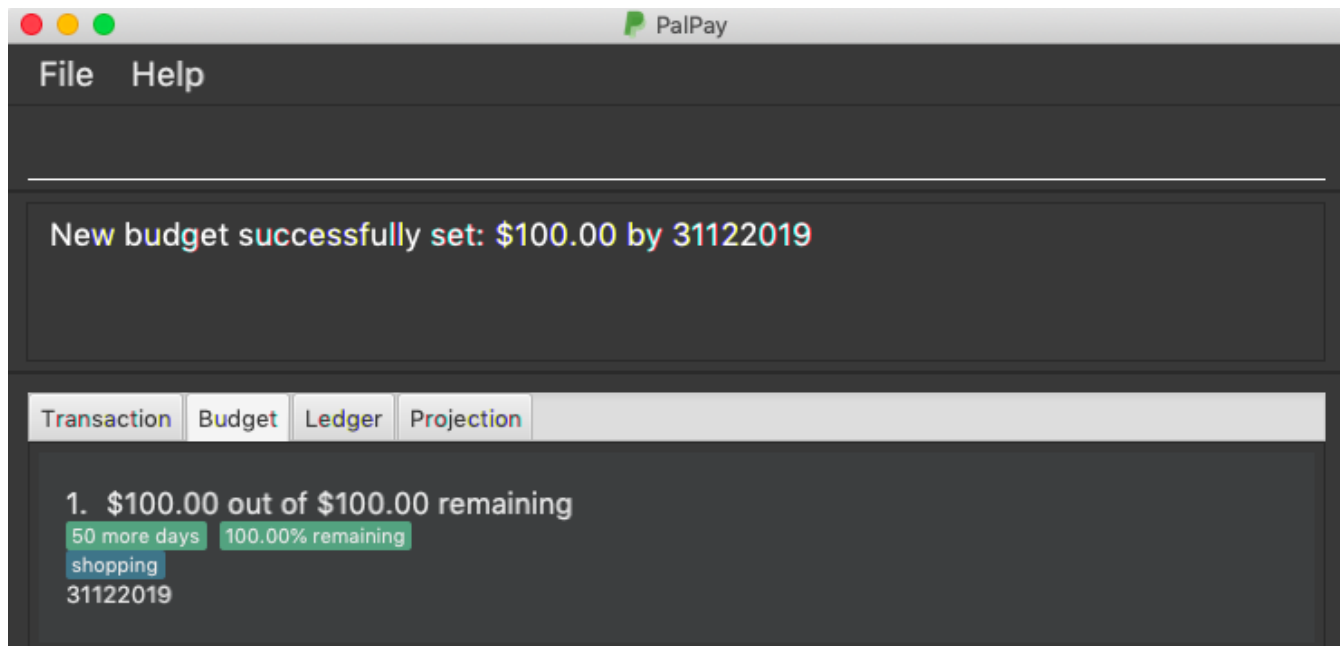 PalPay
File Help
New budget successfully set: $100.00 by 31122019
Transaction Budget Ledger Projection
1. $100.00 out of $100.00 remaining
50 more days 100.00% remaining
shopping
31122019